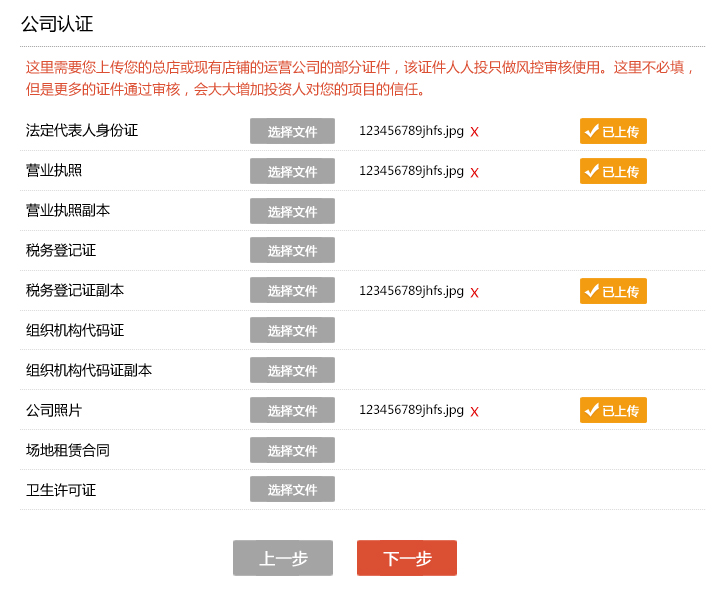 公司认证
这里需要您上传您的总店或现有店铺的运营公司的部分证件，该证件人人投只做风控审核使用。这里不必填，
但是更多的证件通过审核，会大大增加投资人对您的项目的信任。
法定代表人身份证 选择文件 123456789jhfs.jpg X 已上传
营业执照 选择文件 123456789jhfs.jpg X 已上传
营业执照副本 选择文件
税务登记证 选择文件
税务登记证副本 选择文件 123456789jhfs.jpg X 已上传
组织机构代码证 选择文件
组织机构代码证副本 选择文件
公司照片 选择文件 123456789jhfs.jpg X 已上传
场地租赁合同 选择文件
卫生许可证 选择文件
上一步 下一步